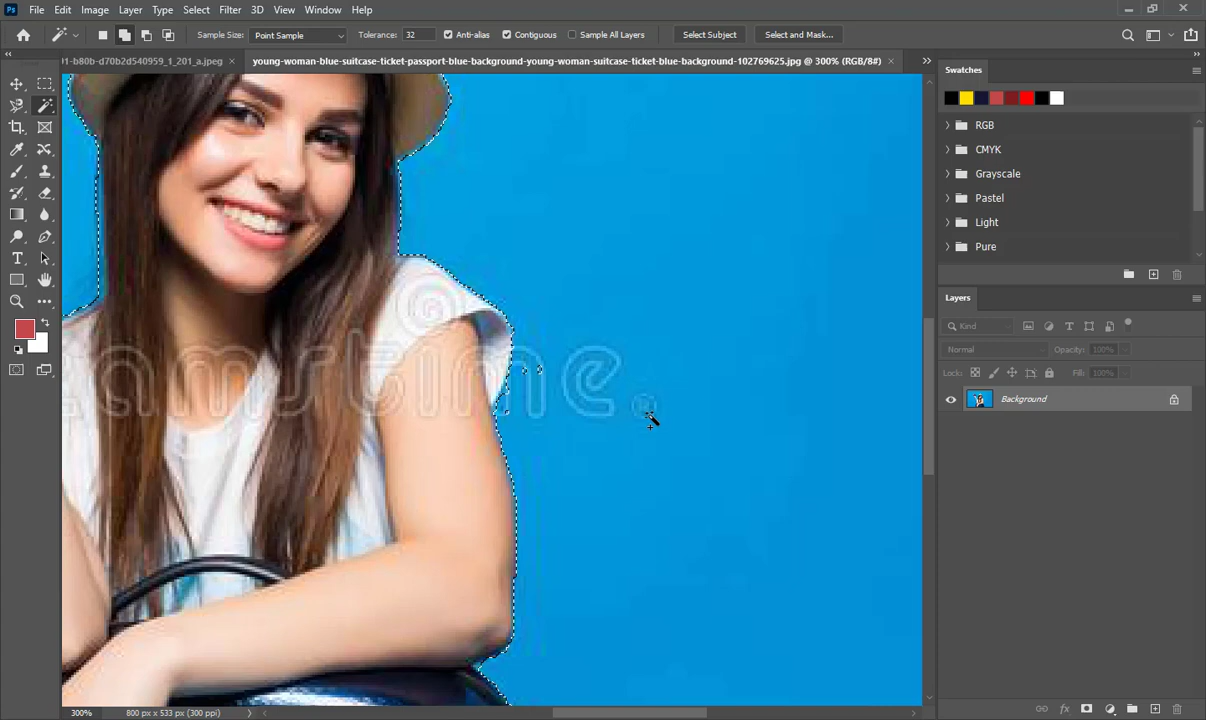 Ps File Edit Image Layer Type Select Filter 3D View Window Help
Sample Size: Point Sample Tolerance: 32 Anti-alias Contiguous Sample All Layers Select Subject Select and Mask...
1-b80b-d70b2d540959_1_201_a.jpeg × young-woman-blue-suitcase-ticket-passport-blue-background-young-woman-suitcase-ticket-blue-background-102769625.jpg @ 300% (RGB/8#) ×
Swatches
RGB
CMYK
Grayscale
Pastel
Light
Pure
Layers
Kind
Normal Opacity: 100%
Lock: Fill: 100%
Background
amstime
300% 800 px x 533 px (300 ppi)
fx